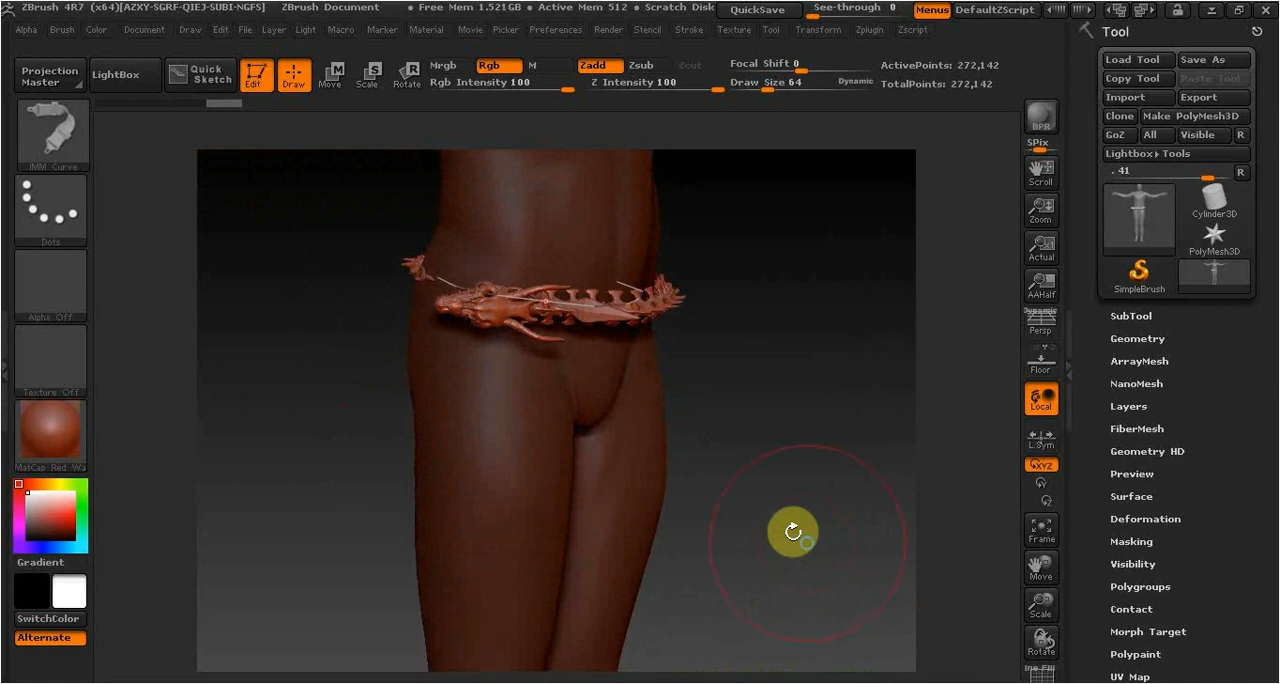 ZBrush 4R7 (x64)[AZXY-SGRF-QIEJ-SUBI-NGFS] ZBrush Document • Free Mem 1.521GB • Active Mem 512 • Scratch Disk QuickSave See-through 0 Menus DefaultZScript
Alpha Brush Color Document Draw Edit File Layer Light Macro Marker Material Movie Picker Preferences Render Stencil Stroke Texture Tool Transform Zplugin Zscript
Projection Master
LightBox
Quick Sketch
Edit
Draw
Move
Scale
Rotate
Mrgb Rgb M
Rgb Intensity 100
Zadd Zsub Zcut
Z Intensity 100
Focal Shift 0
Draw Size 64 Dynamic
ActivePoints: 272,142
TotalPoints: 272,142
IMM Curve
Dots
Alpha Off
Texture Off
MatCap Red Wa
Gradient
SwitchColor
Alternate
BPR
SPix
Scroll
Zoom
Actual
AAHalf
Dynamic
Persp
Floor
Local
L.Sym
XYZ
Frame
Move
Scale
Rotate
Line Fill
Tool
Load Tool Save As
Copy Tool Paste Tool
Import Export
Clone Make PolyMesh3D
GoZ All Visible R
Lightbox▸Tools
. 41 R
Cylinder3D
PolyMesh3D
SimpleBrush
SubTool
Geometry
ArrayMesh
NanoMesh
Layers
FiberMesh
Geometry HD
Preview
Surface
Deformation
Masking
Visibility
Polygroups
Contact
Morph Target
Polypaint
UV Map